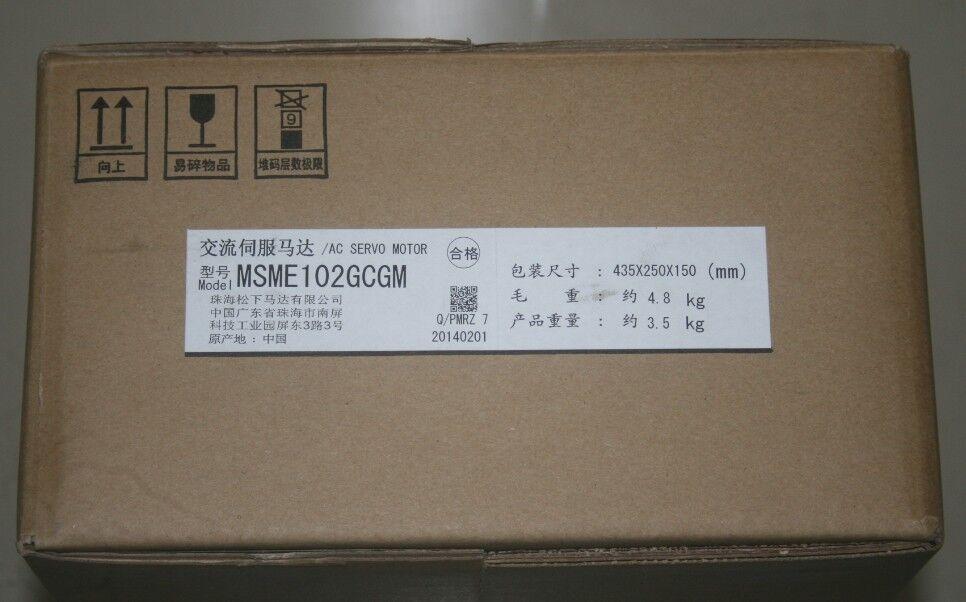 向上
易碎物品
9
堆码层数极限
交流伺服马达 /AC SERVO MOTOR
合格
型号
Model MSME102GCGM
珠海松下马达有限公司
中国广东省珠海市南屏
科技工业园屏东3路3号
原产地：中国
Q/PMRZ 7
20140201
包装尺寸 : 435X250X150 (mm)
毛 重 : 约 4.8 kg
产品重量 : 约 3.5 kg